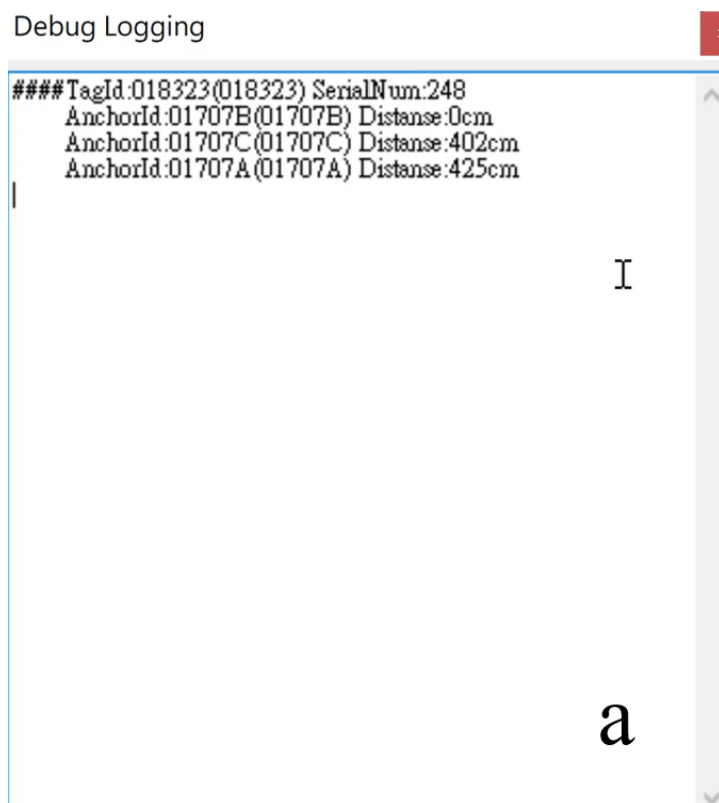 Debug Logging
####TagId:018323(018323) SerialNum:248
AnchorId:01707B(01707B) Distanse:0cm
AnchorId:01707C(01707C) Distanse:402cm
AnchorId:01707A(01707A) Distanse:425cm
a